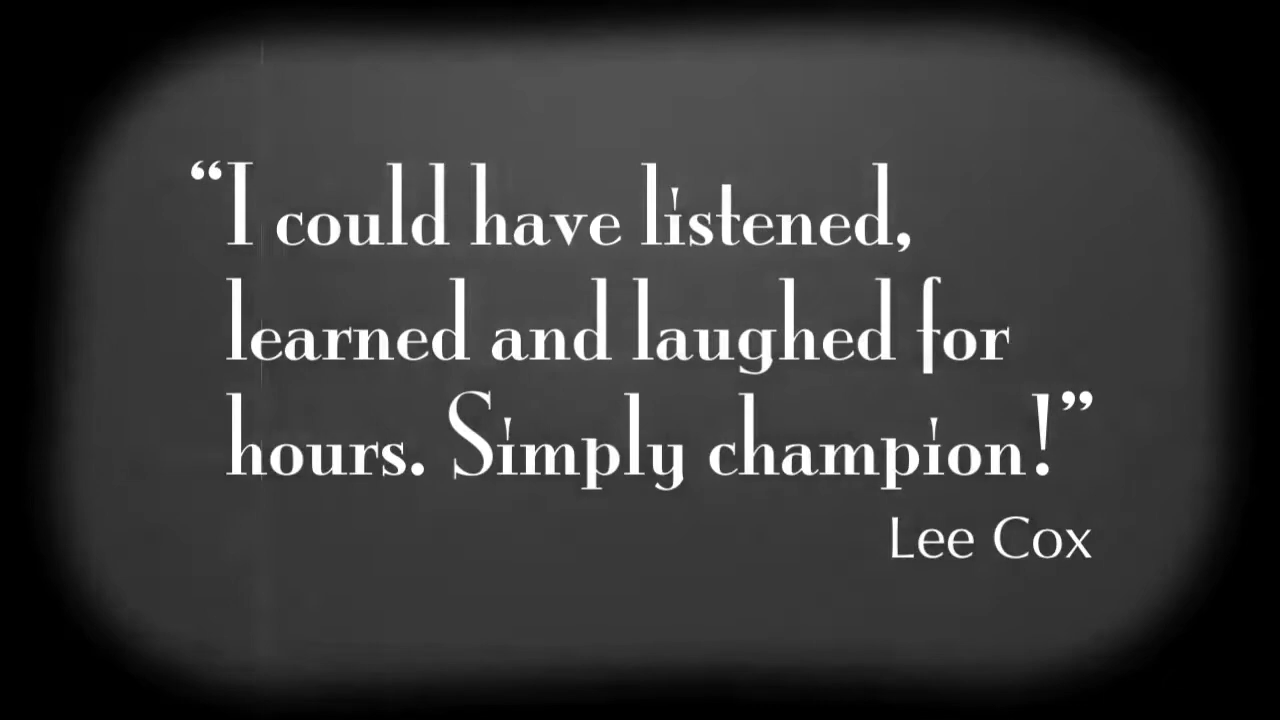 “I could have listened,
learned and laughed for
hours. Simply champion!”
Lee Cox